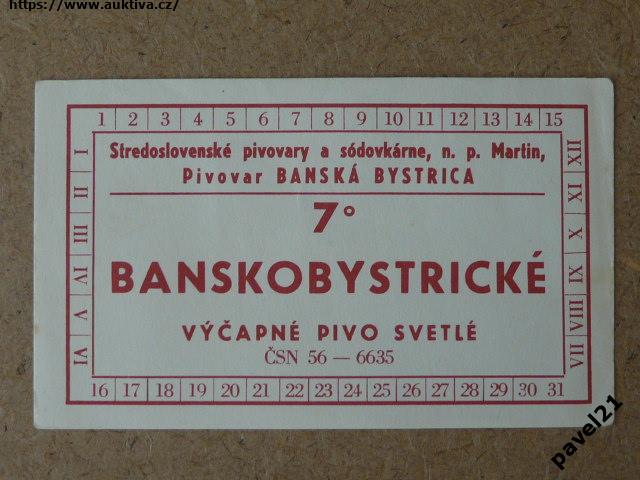 https://www.auktiva.cz/
1 2 3 4 5 6 7 8 9 10 11 12 13 14 15
I II III IV V VI
Stredoslovenské pivovary a sódovkárne, n. p. Martin,
Pivovar BANSKÁ BYSTRICA
7°
BANSKOBYSTRICKÉ
VÝČAPNÉ PIVO SVETLÉ
ČSN 56 — 6635
XII IX X XI VIII VII
16 17 18 19 20 21 22 23 24 25 26 27 28 29 30 31
pavel21